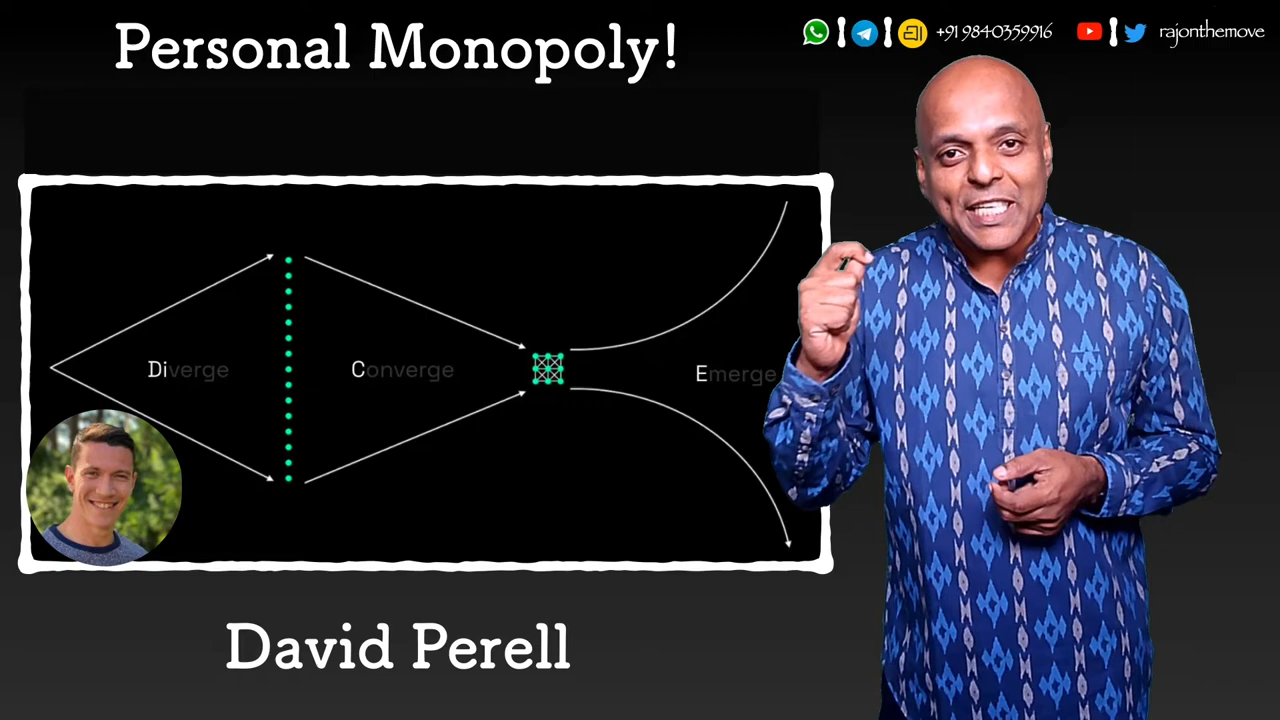 Personal Monopoly!
+91 9840359916
rajonthemove
Diverge
Converge
Emerge
David Perell